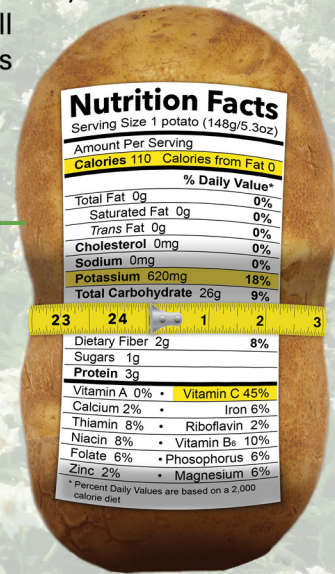 ll
s
Nutrition Facts
Serving Size 1 potato (148g/5.3oz)
Amount Per Serving
Calories 110 Calories from Fat 0
% Daily Value*
Total Fat 0g 0%
Saturated Fat 0g 0%
Trans Fat 0g 0%
Cholesterol 0mg 0%
Sodium 0mg 0%
Potassium 620mg 18%
Total Carbohydrate 26g 9%
23 24 1 2 3
Dietary Fiber 2g 8%
Sugars 1g
Protein 3g
Vitamin A 0% • Vitamin C 45%
Calcium 2% • Iron 6%
Thiamin 8% • Riboflavin 2%
Niacin 8% • Vitamin B6 10%
Folate 6% • Phosophorus 6%
Zinc 2% • Magnesium 6%
* Percent Daily Values are based on a 2,000
calorie diet